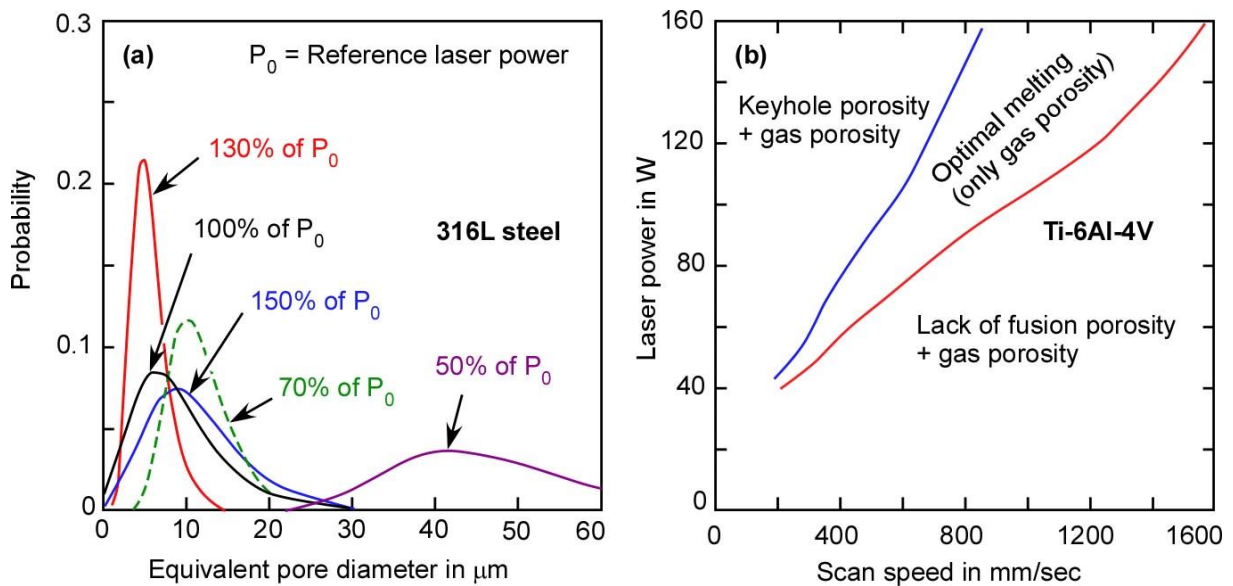 0.3
(a)
P0 = Reference laser power
130% of P0
0.2
100% of P0
316L steel
150% of P0
0.1
70% of P0
50% of P0
0
0 10 20 30 40 50 60
Probability
Equivalent pore diameter in μm
160
(b)
Keyhole porosity
+ gas porosity
Optimal melting
(only gas porosity)
120
Ti-6Al-4V
80
Lack of fusion porosity
+ gas porosity
40
0
0 400 800 1200 1600
Laser power in W
Scan speed in mm/sec